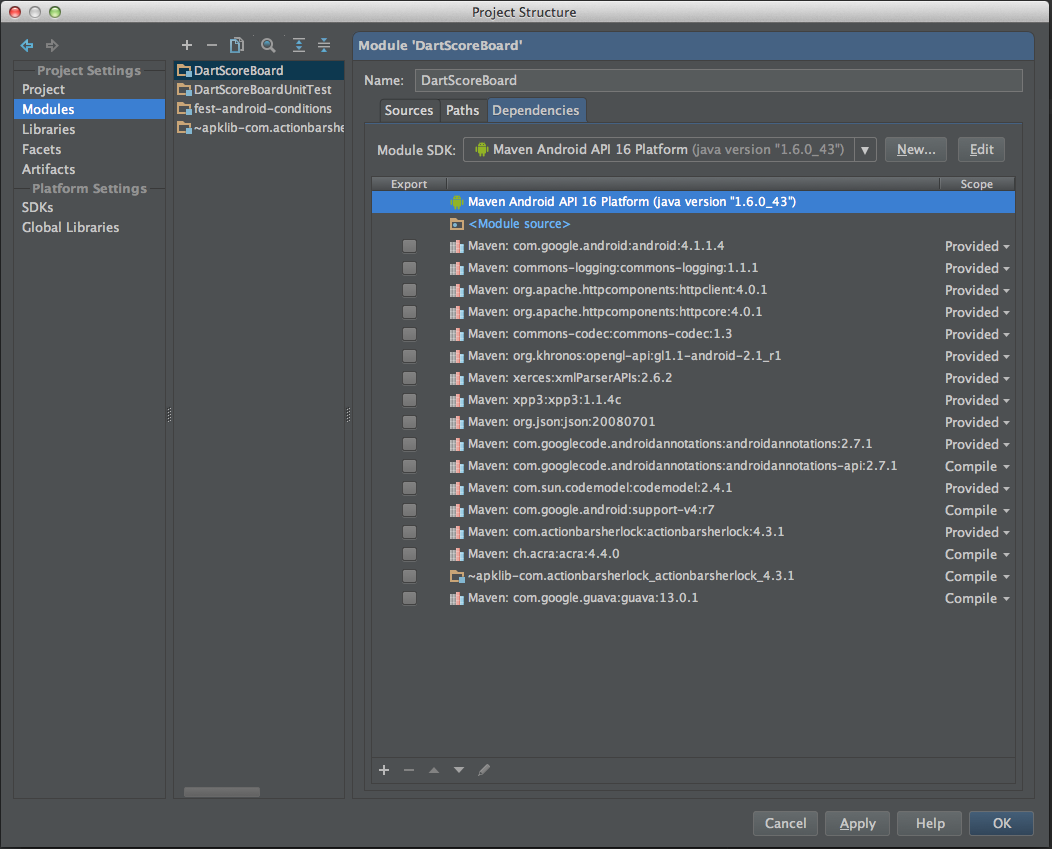 Project Structure
Project Settings
Project
Modules
Libraries
Facets
Artifacts
Platform Settings
SDKs
Global Libraries
DartScoreBoard
DartScoreBoardUnitTest
fest-android-conditions
~apklib-com.actionbarshe
Module 'DartScoreBoard'
Name: DartScoreBoard
Sources Paths Dependencies
Module SDK: Maven Android API 16 Platform (java version "1.6.0_43") New... Edit
Export Scope
Maven Android API 16 Platform (java version "1.6.0_43")
<Module source>
Maven: com.google.android:android:4.1.1.4 Provided
Maven: commons-logging:commons-logging:1.1.1 Provided
Maven: org.apache.httpcomponents:httpclient:4.0.1 Provided
Maven: org.apache.httpcomponents:httpcore:4.0.1 Provided
Maven: commons-codec:commons-codec:1.3 Provided
Maven: org.khronos:opengl-api:gl1.1-android-2.1_r1 Provided
Maven: xerces:xmlParserAPIs:2.6.2 Provided
Maven: xpp3:xpp3:1.1.4c Provided
Maven: org.json:json:20080701 Provided
Maven: com.googlecode.androidannotations:androidannotations:2.7.1 Provided
Maven: com.googlecode.androidannotations:androidannotations-api:2.7.1 Compile
Maven: com.sun.codemodel:codemodel:2.4.1 Provided
Maven: com.google.android:support-v4:r7 Compile
Maven: com.actionbarsherlock:actionbarsherlock:4.3.1 Provided
Maven: ch.acra:acra:4.4.0 Compile
~apklib-com.actionbarsherlock_actionbarsherlock_4.3.1 Compile
Maven: com.google.guava:guava:13.0.1 Compile
Cancel Apply Help OK